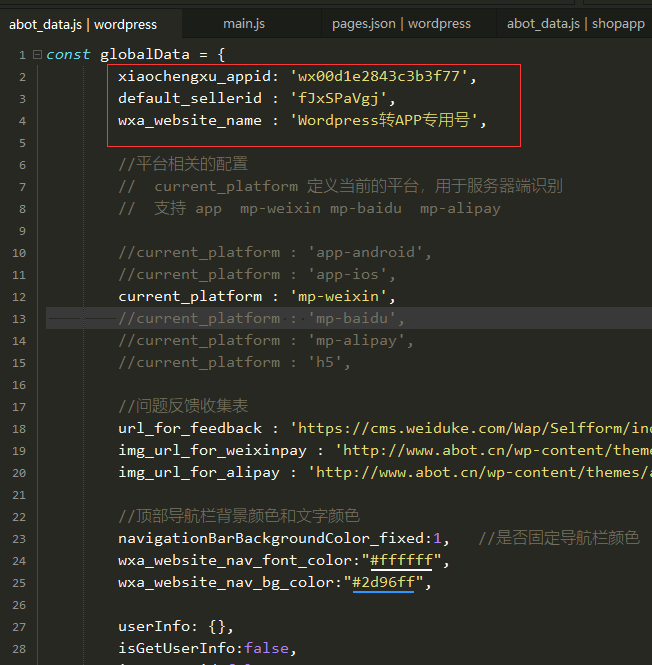 abot_data.js | wordpress main.js pages.json | wordpress abot_data.js | shopapp
1 const globalData = {
2 xiaochengxu_appid: 'wx00d1e2843c3b3f77',
3 default_sellerid : 'fJxSPaVgj',
4 wxa_website_name : 'Wordpress转APP专用号',
5
6 //平台相关的配置
7 // current_platform 定义当前的平台，用于服务器端识别
8 // 支持 app mp-weixin mp-baidu mp-alipay
9
10 //current_platform : 'app-android',
11 //current_platform : 'app-ios',
12 current_platform : 'mp-weixin',
13 //current_platform : 'mp-baidu',
14 //current_platform : 'mp-alipay',
15 //current_platform : 'h5',
16
17 //问题反馈收集表
18 url_for_feedback : 'https://cms.weiduke.com/Wap/Selfform/ind
19 img_url_for_weixinpay : 'http://www.abot.cn/wp-content/theme
20 img_url_for_alipay : 'http://www.abot.cn/wp-content/themes/a
21
22 //顶部导航栏背景颜色和文字颜色
23 navigationBarBackgroundColor_fixed:1, //是否固定导航栏颜色
24 wxa_website_nav_font_color:"#ffffff",
25 wxa_website_nav_bg_color:"#2d96ff",
26
27 userInfo: {},
28 isGetUserInfo:false,